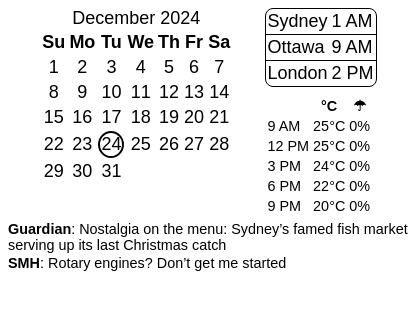 December 2024
Su Mo Tu We Th Fr Sa
1 2 3 4 5 6 7
8 9 10 11 12 13 14
15 16 17 18 19 20 21
22 23 24 25 26 27 28
29 30 31
Sydney 1 AM
Ottawa 9 AM
London 2 PM
°C ☂
9 AM 25°C 0%
12 PM 25°C 0%
3 PM 24°C 0%
6 PM 22°C 0%
9 PM 20°C 0%
Guardian: Nostalgia on the menu: Sydney’s famed fish market
serving up its last Christmas catch
SMH: Rotary engines? Don’t get me started